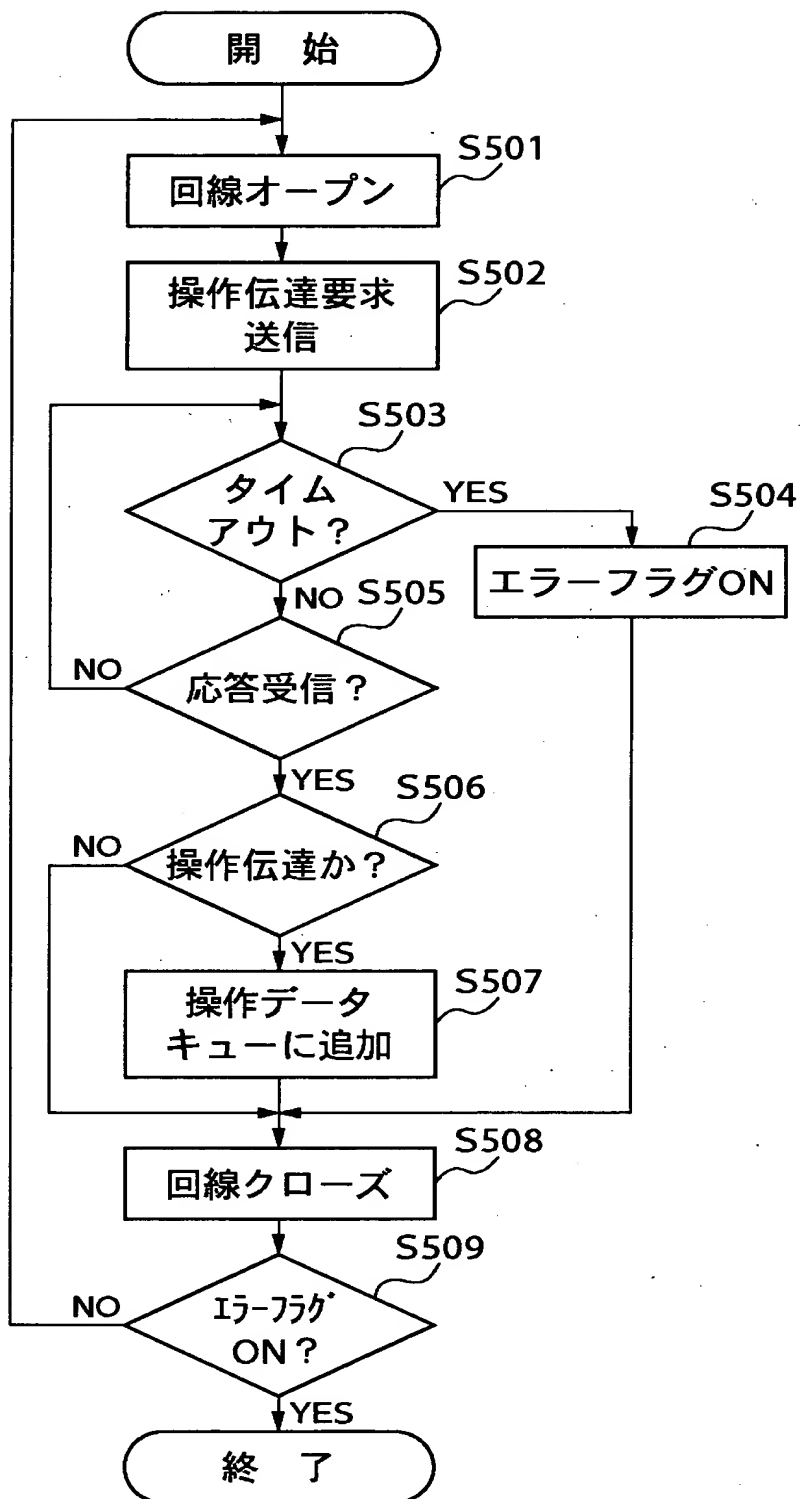 開 始
S501
回線オープン
S502
操作伝達要求
送信
S503
タイム
アウト?
YES
S504
エラーフラグON
NO
S505
NO
応答受信?
YES
S506
NO
操作伝達か?
YES
S507
操作データ
キューに追加
S508
回線クローズ
S509
NO
エラーフラグ
ON?
YES
終 了